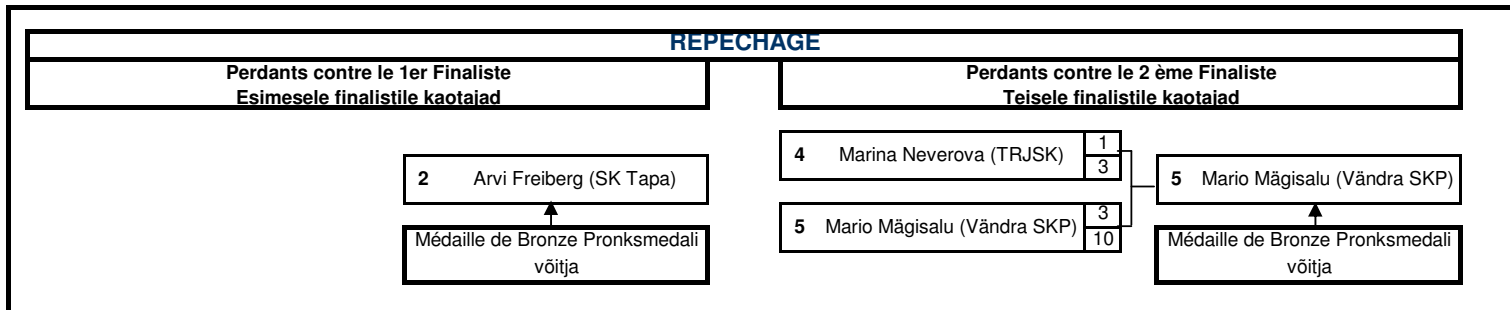 REPECHAGE
Perdants contre le 1er Finaliste
Esimesele finalistile kaotajad
Perdants contre le 2 ème Finaliste
Teisele finalistile kaotajad
2 Arvi Freiberg (SK Tapa)
Médaille de Bronze Pronksmedali
võitja
4 Marina Neverova (TRJSK) 1
3
5 Mario Mägisalu (Vändra SKP) 3
10
5 Mario Mägisalu (Vändra SKP)
Médaille de Bronze Pronksmedali
võitja